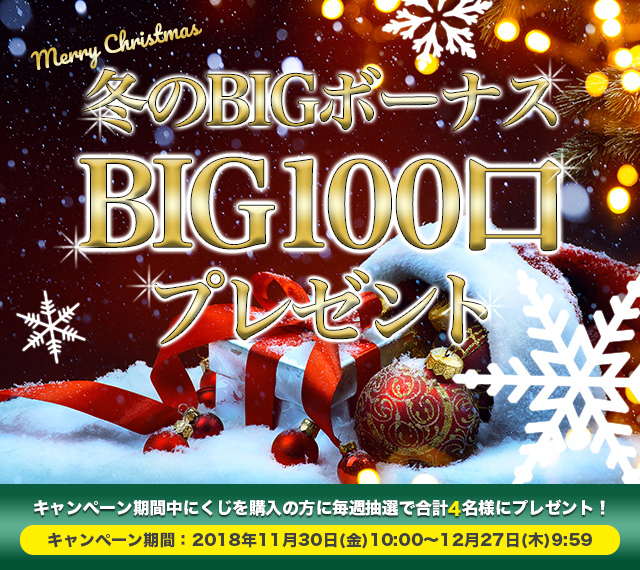 Merry Christmas
冬のBIGボーナス
BIG100口
プレゼント
キャンペーン期間中にくじを購入の方に毎週抽選で合計4名様にプレゼント！
キャンペーン期間：2018年11月30日(金)10:00〜12月27日(木)9:59